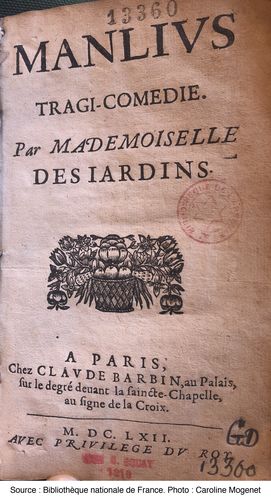 13360
MANLIVS
TRAGI-COMEDIE.
Par MADEMOISELLE
DES IARDINS.
A PARIS,
Chez CLAVDE BARBIN, au Palais,
sur le degré deuant la saincte-Chapelle,
au signe de la Croix.
M. DC. LXII.
AVEC PRIVILEGE DV ROY.
GD
13360
Source : Bibliothèque nationale de France. Photo : Caroline Mogenet